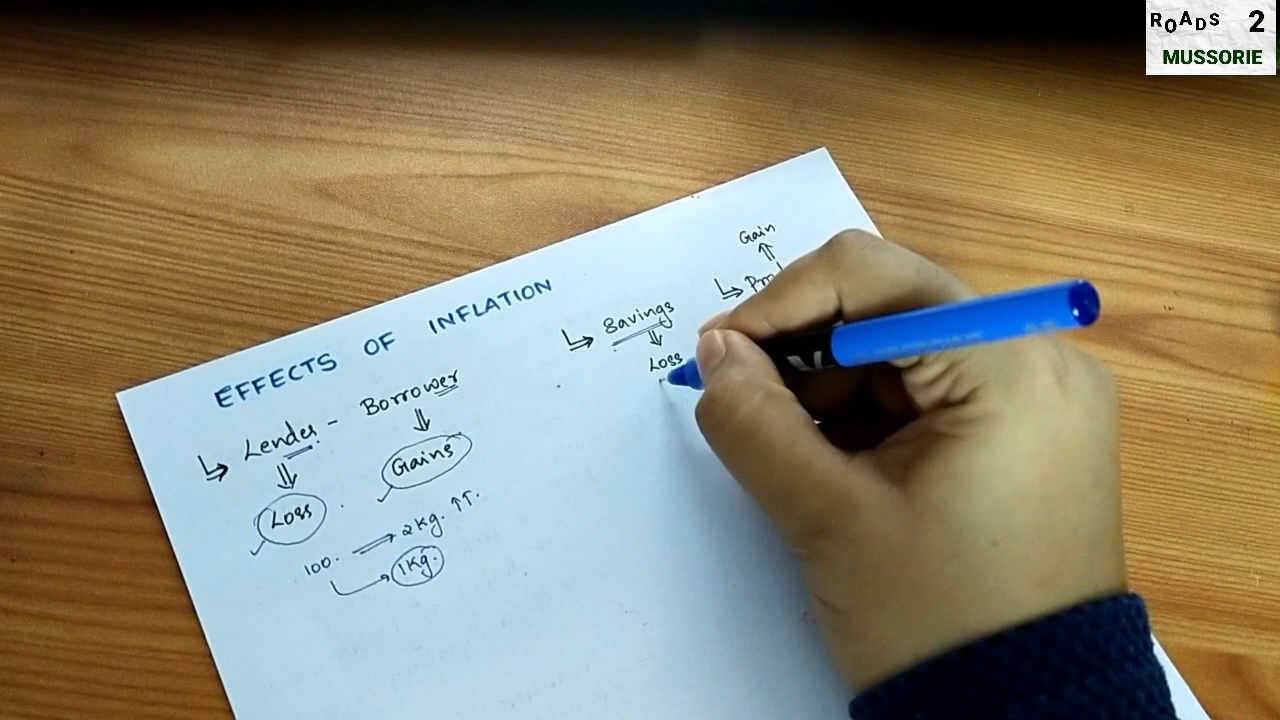 ROADS 2
MUSSORIE
EFFECTS OF INFLATION
Lender - Borrower
Loss
Gains
100. 2kg. ↑↑.
1kg.
Savings
Loss
Gain